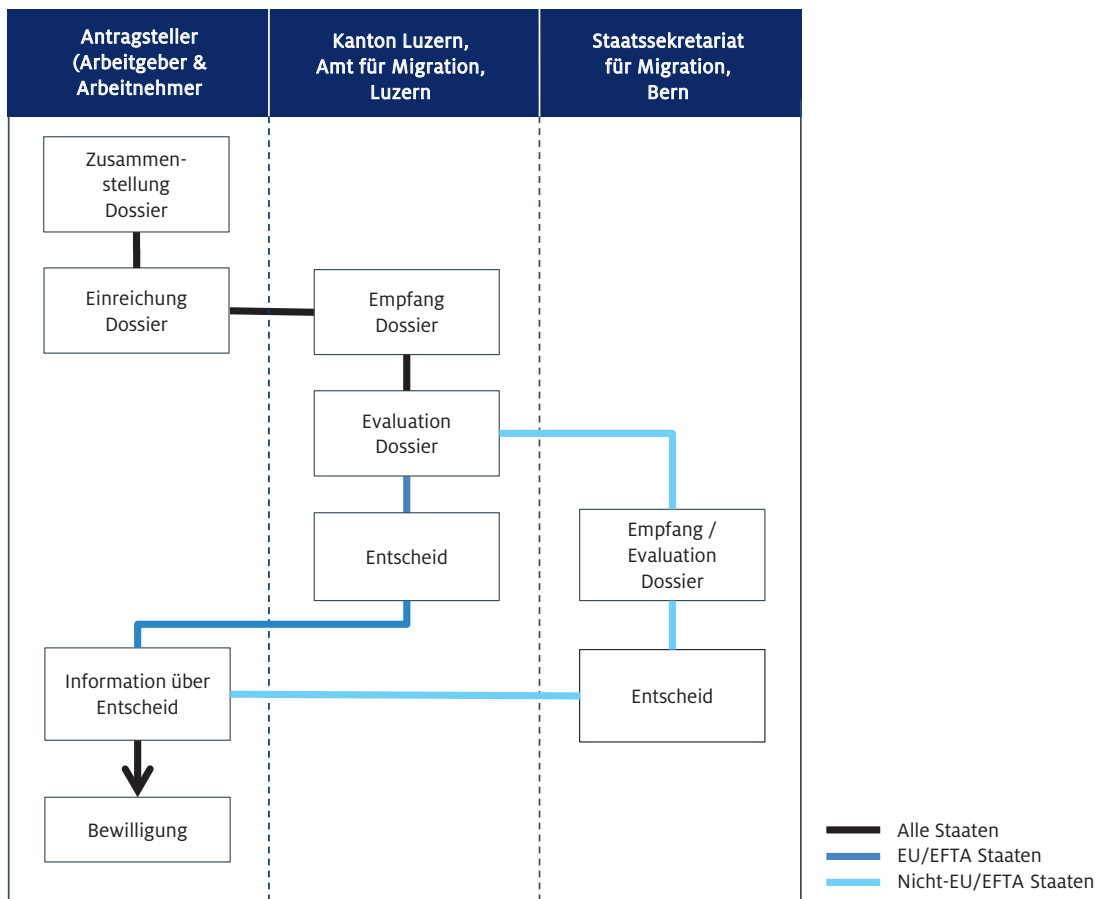 Antragsteller
(Arbeitgeber &
Arbeitnehmer
Kanton Luzern,
Amt für Migration,
Luzern
Staatssekretariat
für Migration,
Bern
Zusammen-
stellung
Dossier
Einreichung
Dossier
Empfang
Dossier
Evaluation
Dossier
Entscheid
Empfang /
Evaluation
Dossier
Information über
Entscheid
Entscheid
Bewilligung
Alle Staaten
EU/EFTA Staaten
Nicht-EU/EFTA Staaten